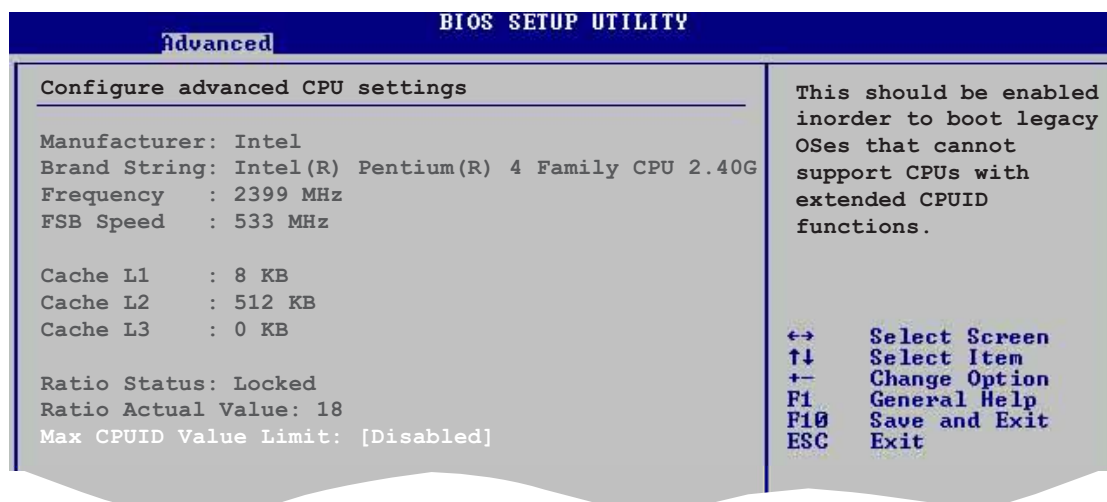 BIOS SETUP UTILITY
Advanced
Configure advanced CPU settings
Manufacturer: Intel
Brand String: Intel(R) Pentium(R) 4 Family CPU 2.40G
Frequency : 2399 MHz
FSB Speed : 533 MHz
Cache L1 : 8 KB
Cache L2 : 512 KB
Cache L3 : 0 KB
Ratio Status: Locked
Ratio Actual Value: 18
Max CPUID Value Limit: [Disabled]
This should be enabled
inorder to boot legacy
OSes that cannot
support CPUs with
extended CPUID
functions.
←→ Select Screen
↑↓ Select Item
+- Change Option
F1 General Help
F10 Save and Exit
ESC Exit